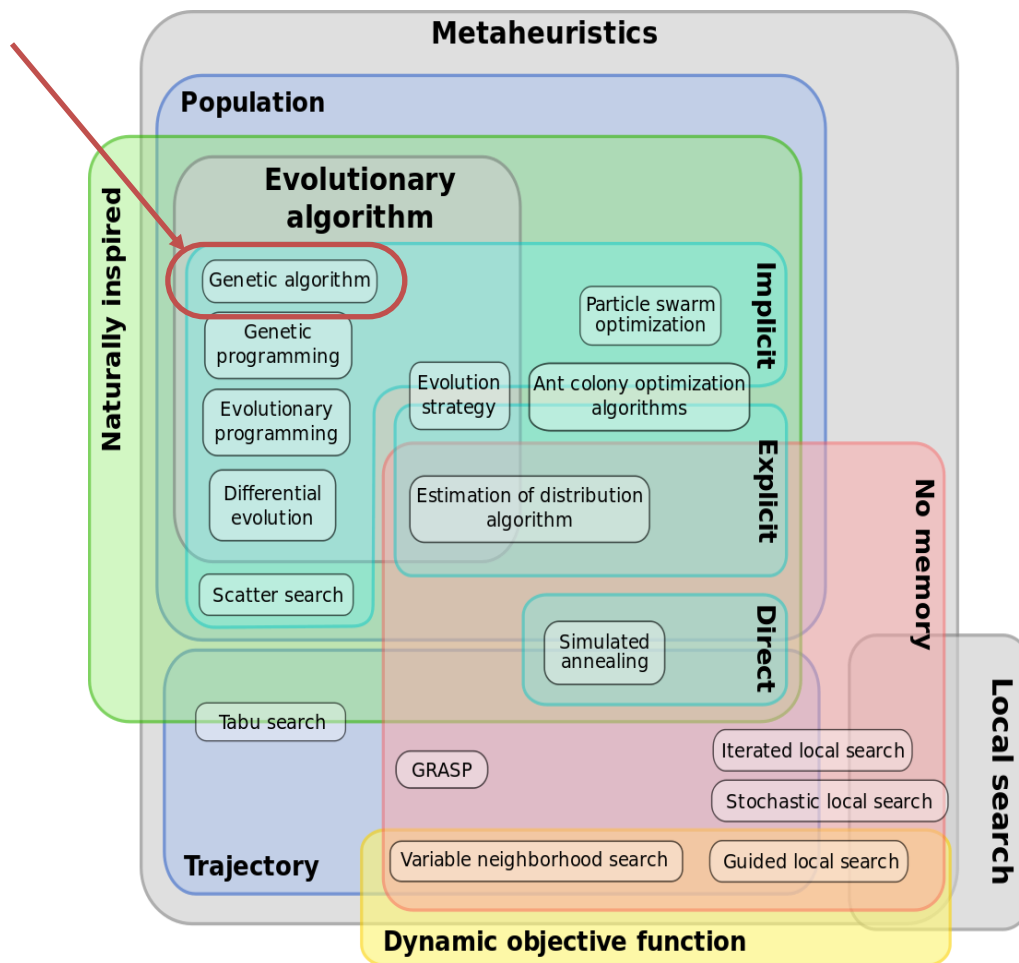 Metaheuristics
Population
Naturally inspired
Evolutionary
algorithm
Implicit
Genetic algorithm
Particle swarm
optimization
Genetic
programming
Evolution
strategy
Ant colony optimization
algorithms
Evolutionary
programming
Explicit
Differential
evolution
Estimation of distribution
algorithm
No memory
Scatter search
Direct
Simulated
annealing
Local search
Tabu search
GRASP
Iterated local search
Stochastic local search
Trajectory
Variable neighborhood search
Guided local search
Dynamic objective function